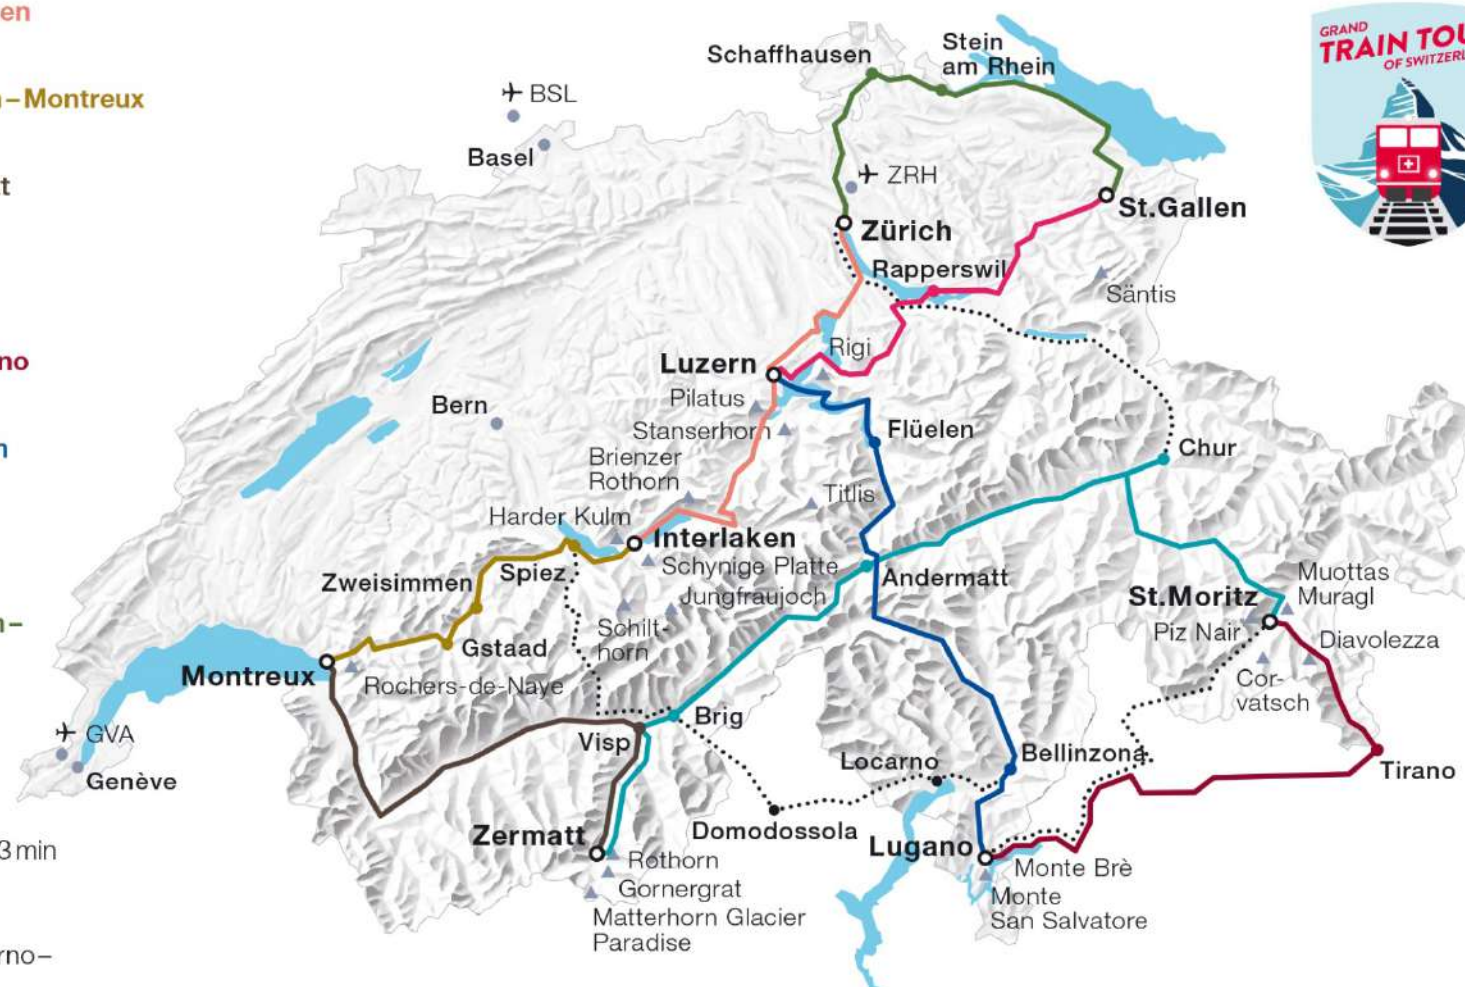 en
–Montreux
tt
no
n
n–
3 min
rno–
GRAND
TRAIN TOU
OF SWITZERL
Schaffhausen
Stein
am Rhein
BSL
Basel
ZRH
St.Gallen
Zürich
Rapperswil
Säntis
Rigi
Luzern
Pilatus
Bern
Stanserhorn
Flüelen
Chur
Brienzer
Rothorn
Titlis
Harder Kulm
Interlaken
Spiez
Schynige Platte
Zweisimmen
Andermatt
Jungfraujoch
Muottas
Muragl
St.Moritz
Piz Nair
Schilt-
horn
Gstaad
Diavolezza
Montreux
Rochers-de-Naye
Cor-
vatsch
Brig
GVA
Visp
Bellinzona
Locarno
Tirano
Genève
Domodossola
Zermatt
Lugano
Rothorn
Monte Brè
Gornergrat
Monte
San Salvatore
Matterhorn Glacier
Paradise